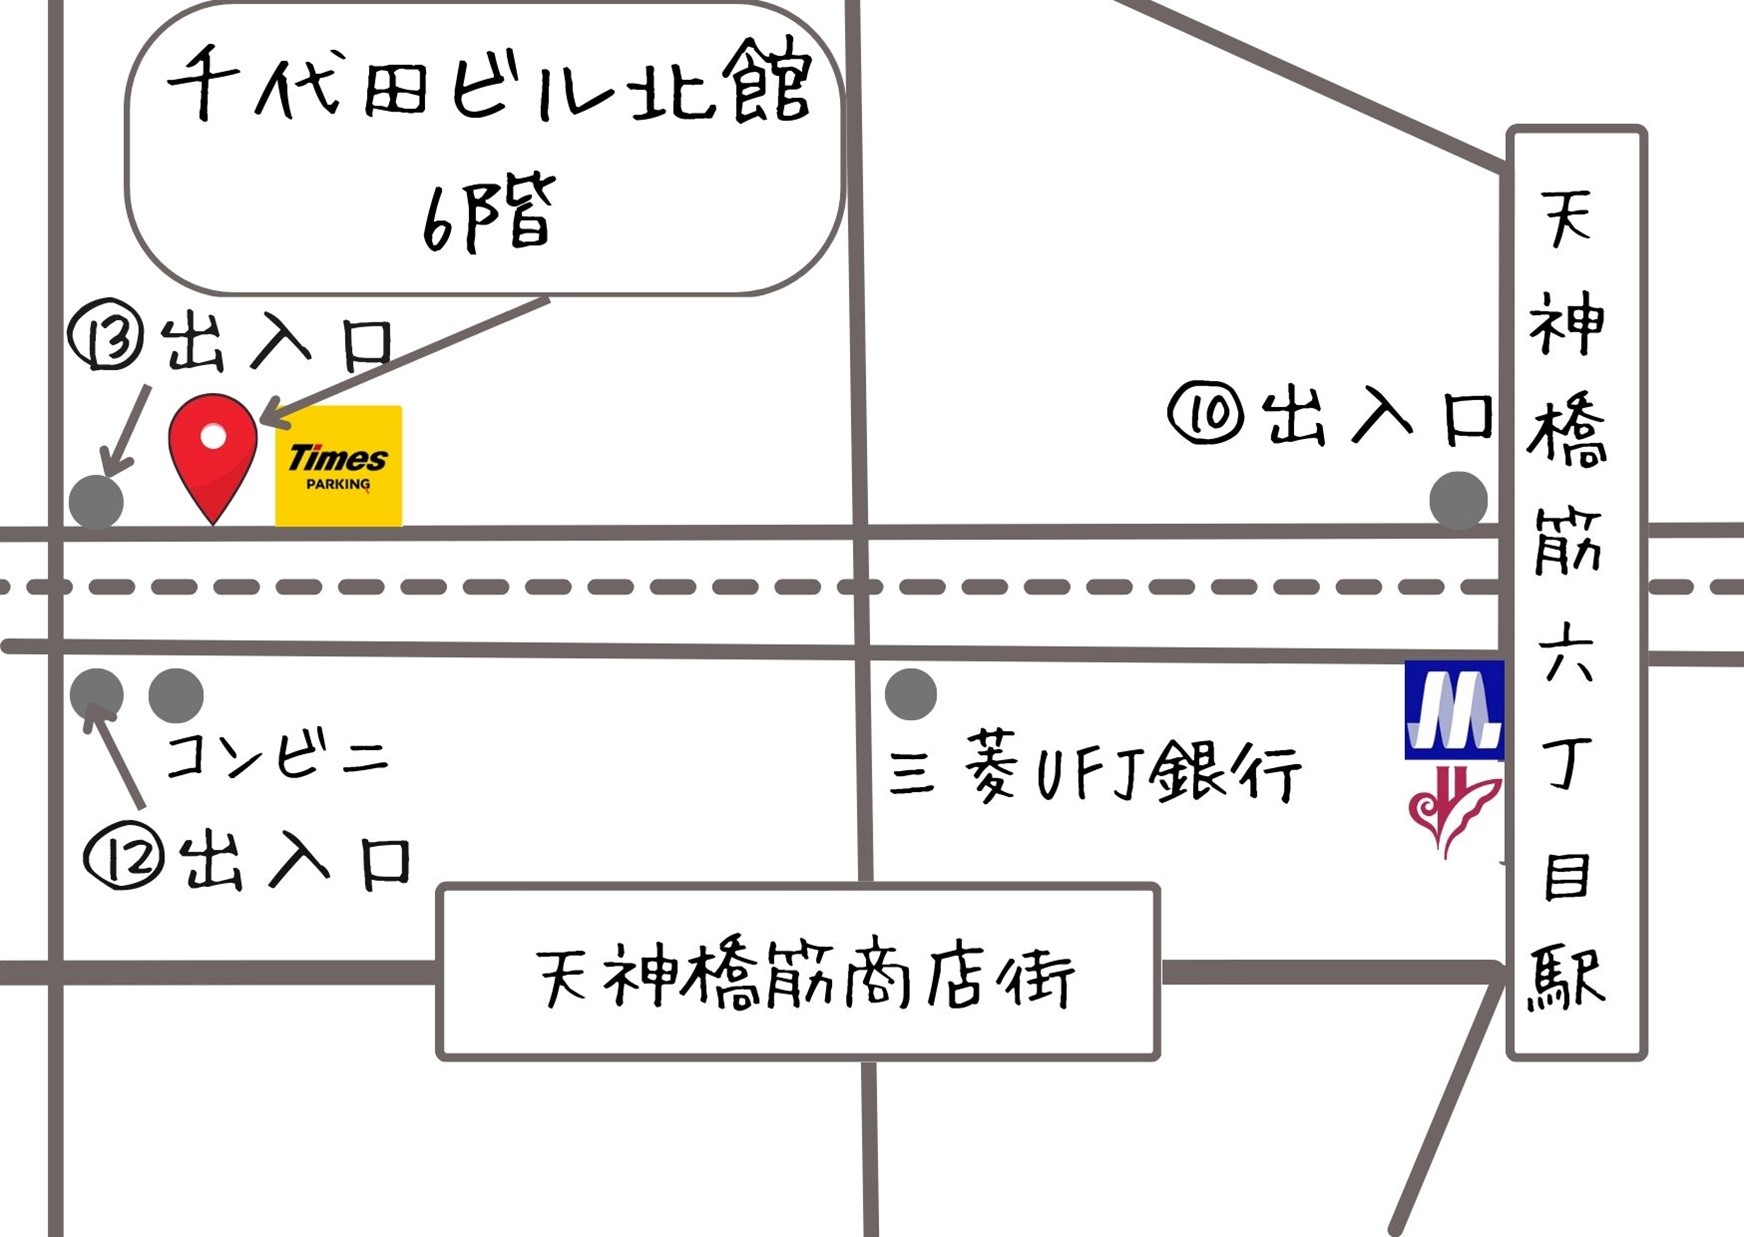 千代田ビル北館
6階
⑬出入口
Times
PARKING
⑩出入口
天神橋筋六丁目駅
コンビニ
三菱UFJ銀行
⑫出入口
天神橋筋商店街